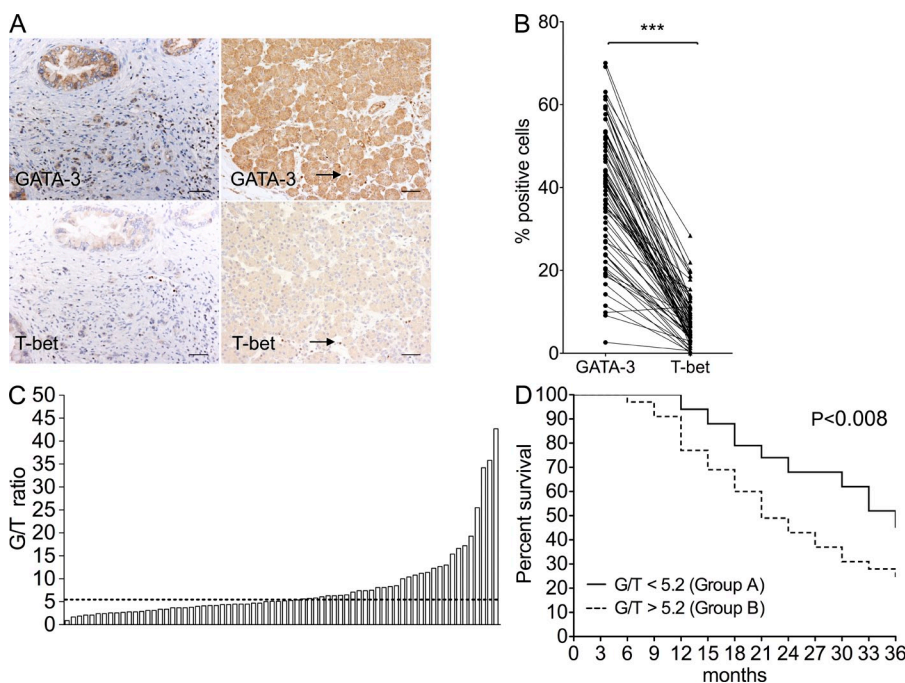 A
GATA-3
GATA-3
T-bet
T-bet
B
***
80
60
40
20
0
% positive cells
GATA-3 T-bet
C
50
45
40
35
30
25
20
15
10
5
0
G/T ratio
D
P<0.008
100
90
80
70
60
50
40
30
20
10
0
Percent survival
G/T < 5.2 (Group A)
G/T > 5.2 (Group B)
0 3 6 9 12 15 18 21 24 27 30 33 36
months